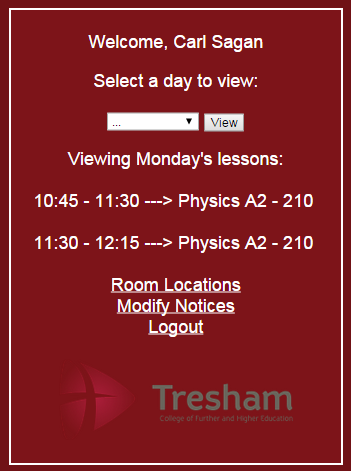 Welcome, Carl Sagan
Select a day to view:
... View
Viewing Monday's lessons:
10:45 - 11:30 ---> Physics A2 - 210
11:30 - 12:15 ---> Physics A2 - 210
Room Locations
Modify Notices
Logout
Tresham
College of Further and Higher Education